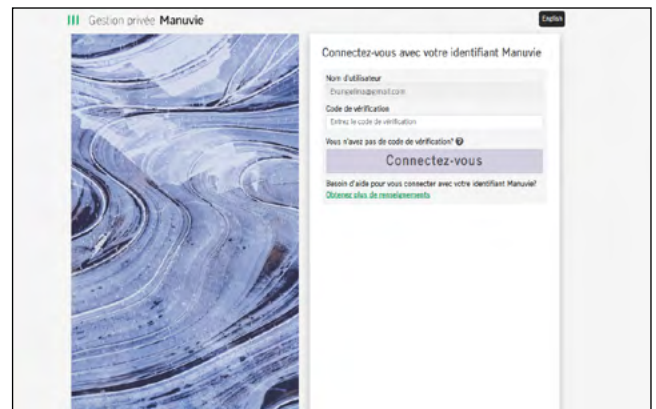 Gestion privée Manuvie
English
Connectez-vous avec votre identifiant Manuvie
Nom d'utilisateur
Code de vérification
Entrez le code de vérification
Vous n'avez pas de code de vérification?
Connectez-vous
Besoin d'aide pour vous connecter avec votre identifiant Manuvie?
Obtenez plus de renseignements